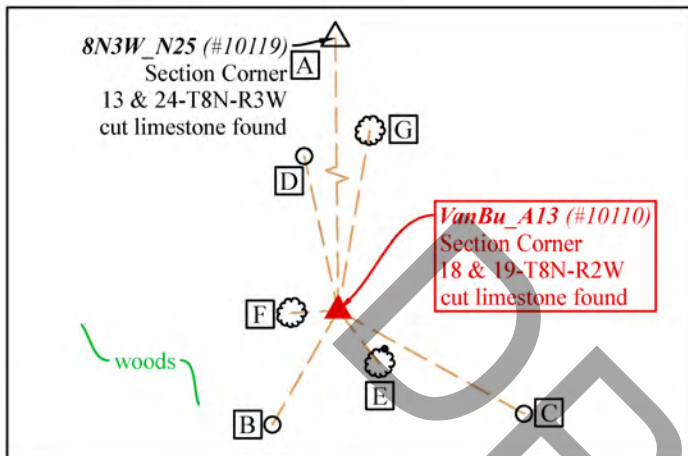 8N3W_N25 (#10119)
Section Corner
13 & 24-T8N-R3W
cut limestone found
A
G
D
VanBu_A13 (#10110)
Section Corner
18 & 19-T8N-R2W
cut limestone found
F
woods
E
B
C